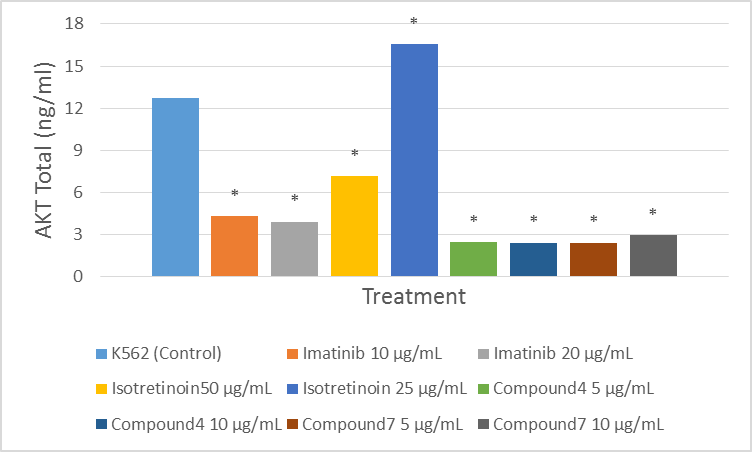 18
*
15
12
9
*
6
* *
* * * *
3
0
AKT Total (ng/ml)
Treatment
K562 (Control) Imatinib 10 µg/mL Imatinib 20 µg/mL
Isotretinoin50 µg/mL Isotretinoin 25 µg/mL Compound4 5 µg/mL
Compound4 10 µg/mL Compound7 5 µg/mL Compound7 10 µg/mL